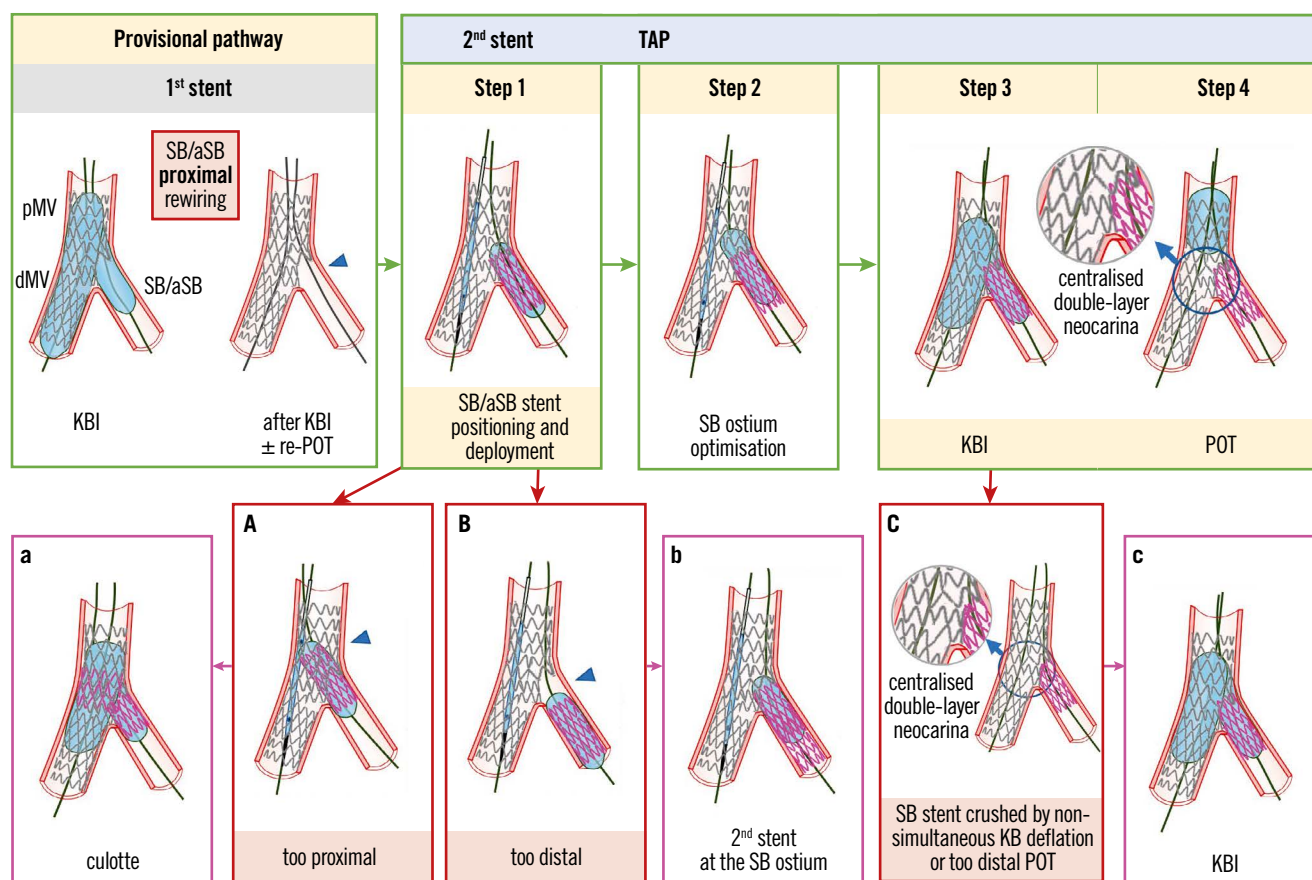 Provisional pathway
2nd stent
TAP
1st stent
Step 1
Step 2
Step 3
Step 4
SB/aSB
proximal
rewiring
pMV
dMV
SB/aSB
centralised
double-layer
neocarina
KBI
after KBI
± re-POT
SB/aSB stent
positioning and
deployment
SB ostium
optimisation
KBI
POT
a
culotte
A
too proximal
B
too distal
b
2nd stent
at the SB ostium
C
centralised
double-layer
neocarina
SB stent crushed by non-
simultaneous KB deflation
or too distal POT
c
KBI